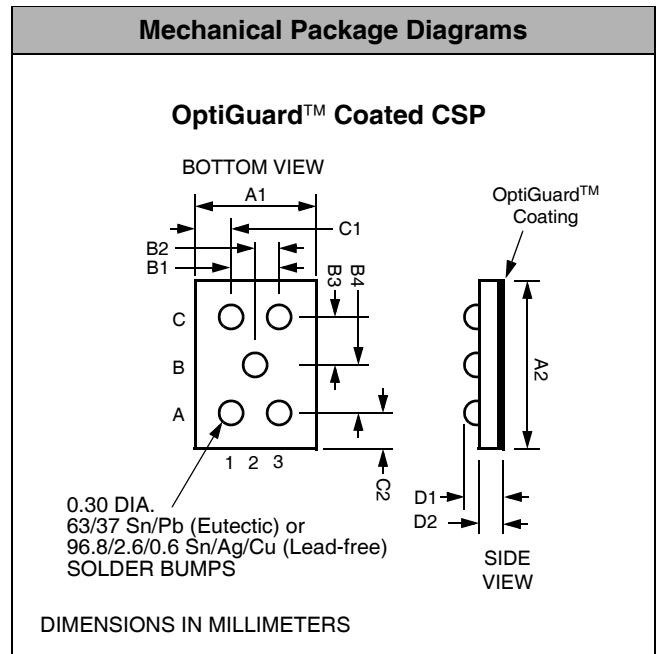 Mechanical Package Diagrams
OptiGuard™ Coated CSP
BOTTOM VIEW
A1
C1
B2
B1
B3
B4
C
B
A
1 2 3
C2
0.30 DIA.
63/37 Sn/Pb (Eutectic) or
96.8/2.6/0.6 Sn/Ag/Cu (Lead-free)
SOLDER BUMPS
OptiGuard™
Coating
A2
D1
D2
SIDE
VIEW
DIMENSIONS IN MILLIMETERS